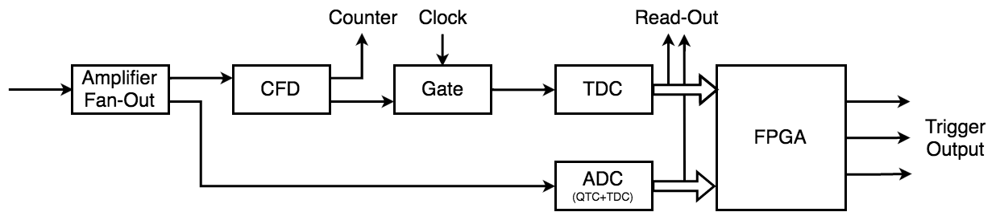 Counter
Clock
Read-Out
Amplifier
Fan-Out
CFD
Gate
TDC
FPGA
Trigger
Output
ADC
(QTC+TDC)